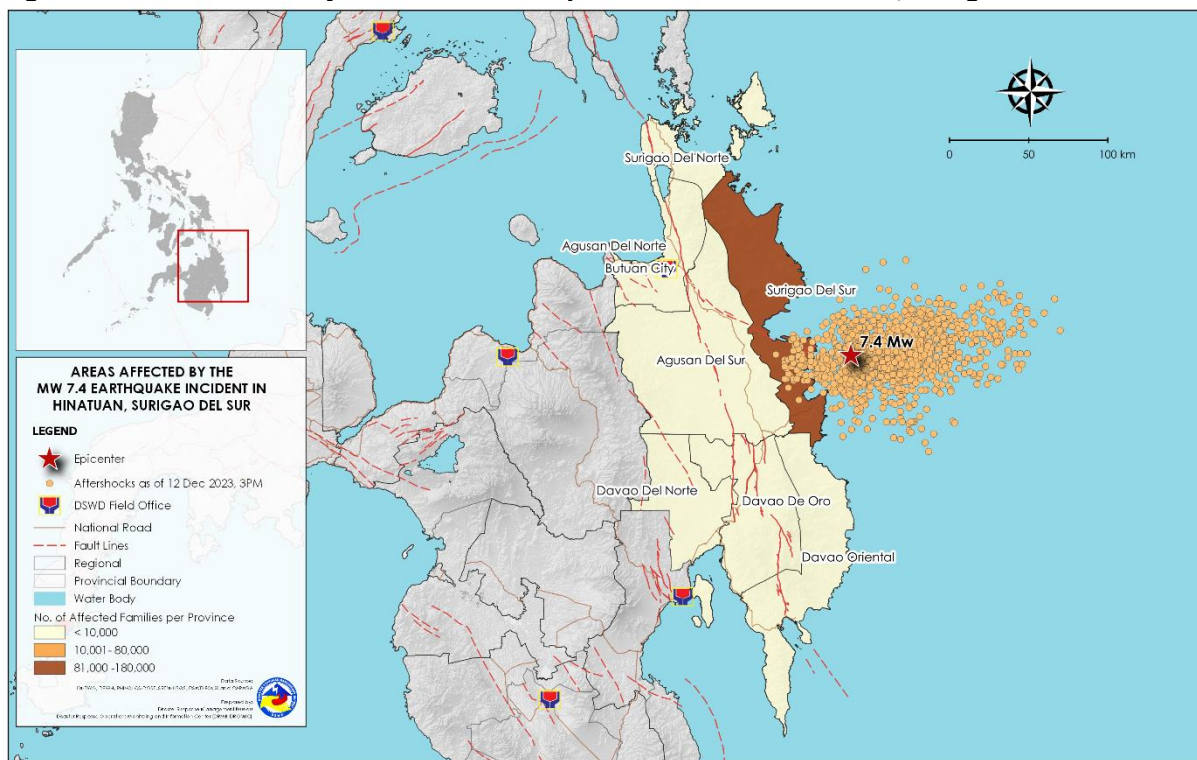 0
50
100 km
Surigao Del Norte
Agusan Del Norte
Butuan City
Surigao Del Sur
7.4 Mw
Agusan Del Sur
Davao Del Norte
Davao De Oro
Davao Oriental
AREAS AFFECTED BY THE
MW 7.4 EARTHQUAKE INCIDENT IN
HINATUAN, SURIGAO DEL SUR
LEGEND
Epicenter
Aftershocks as of 12 Dec 2023, 3PM
DSWD Field Office
National Road
Fault Lines
Regional
Provincial Boundary
Water Body
No. of Affected Families per Province
< 10,000
10,001- 80,000
81,000 -180,000
Data Sources
Prepared by: